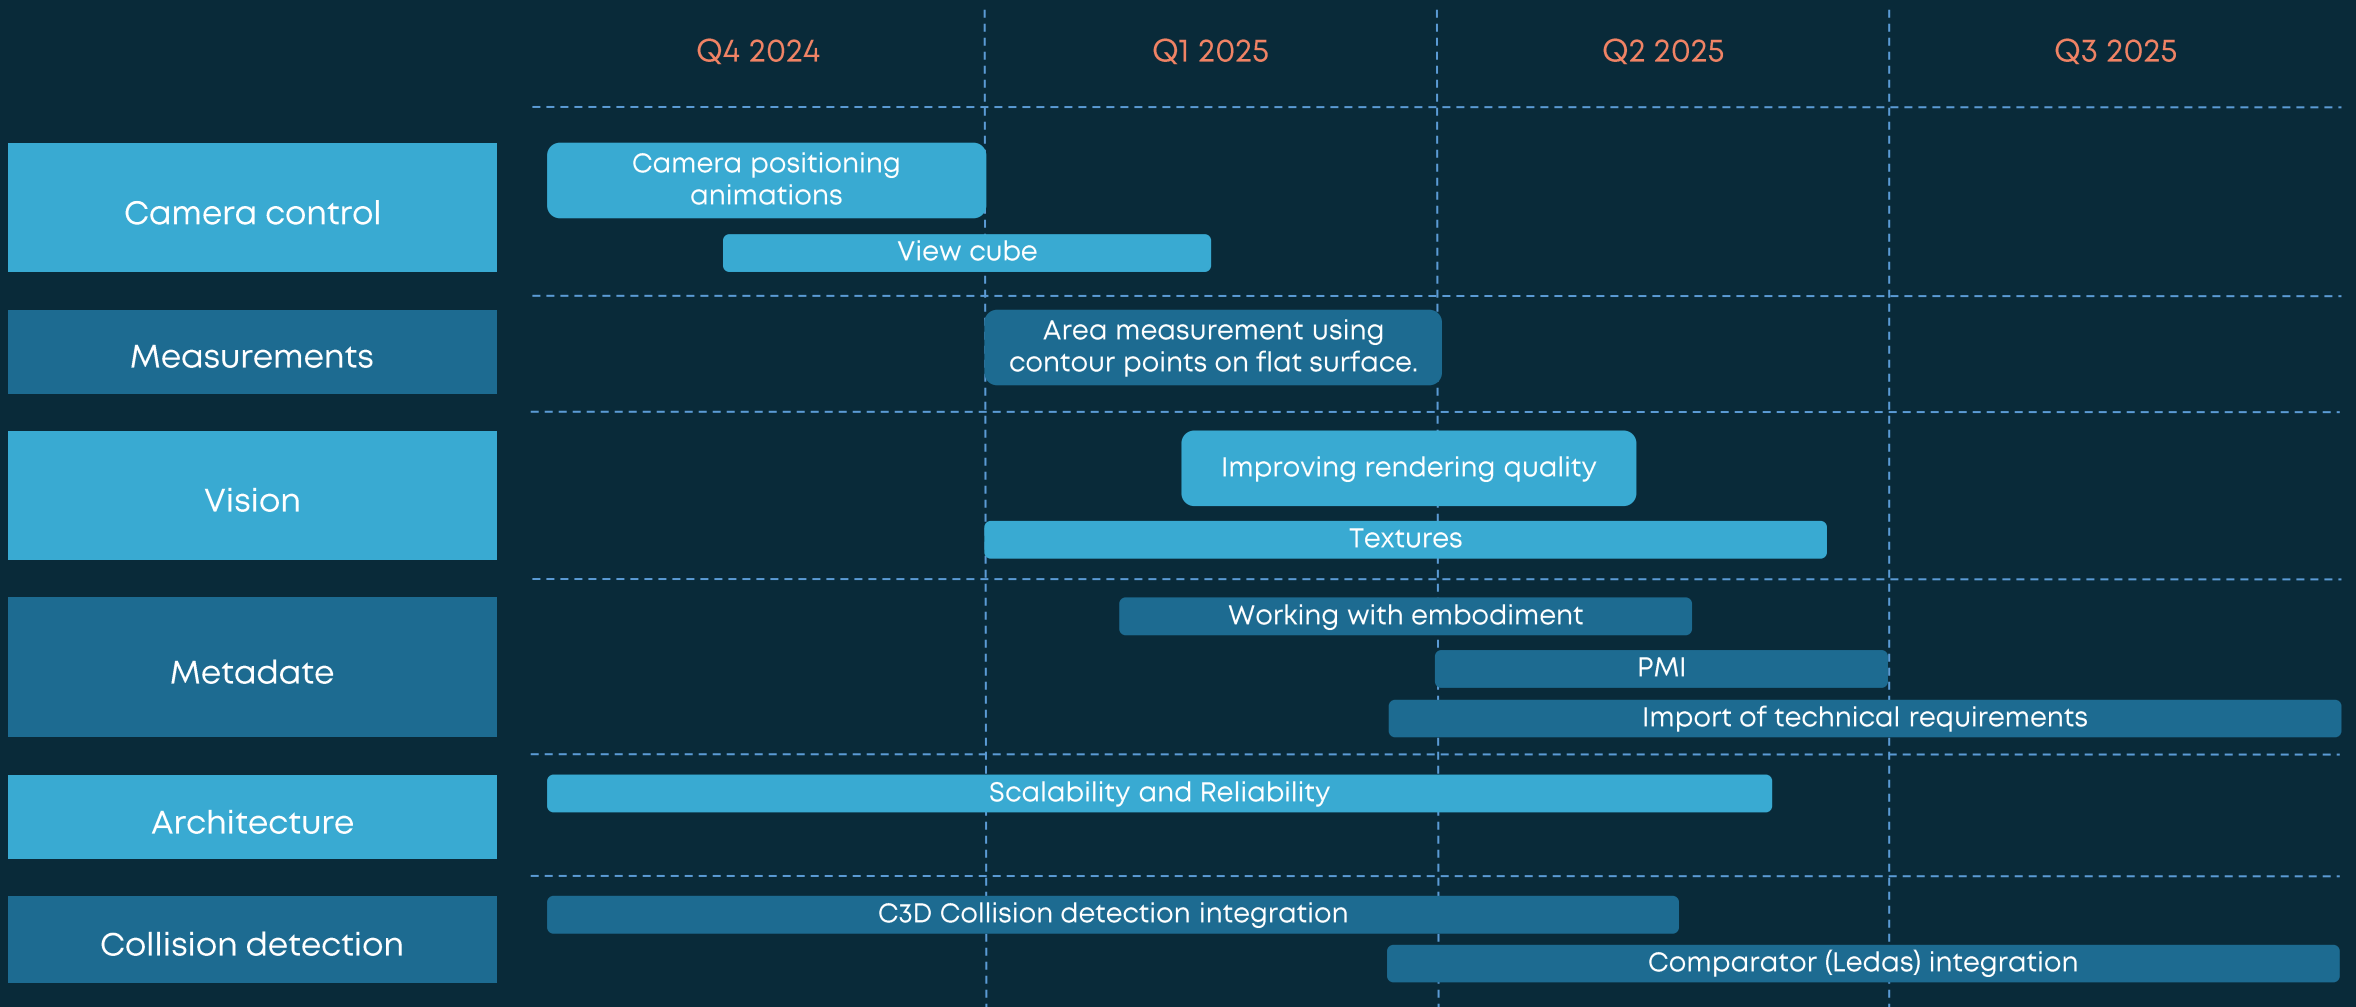 Q4 2024
Q1 2025
Q2 2025
Q3 2025
Camera control
Camera positioning
animations
View cube
Measurements
Area measurement using
contour points on flat surface.
Vision
Improving rendering quality
Textures
Metadate
Working with embodiment
PMI
Import of technical requirements
Architecture
Scalability and Reliability
Collision detection
C3D Collision detection integration
Comparator (Ledas) integration